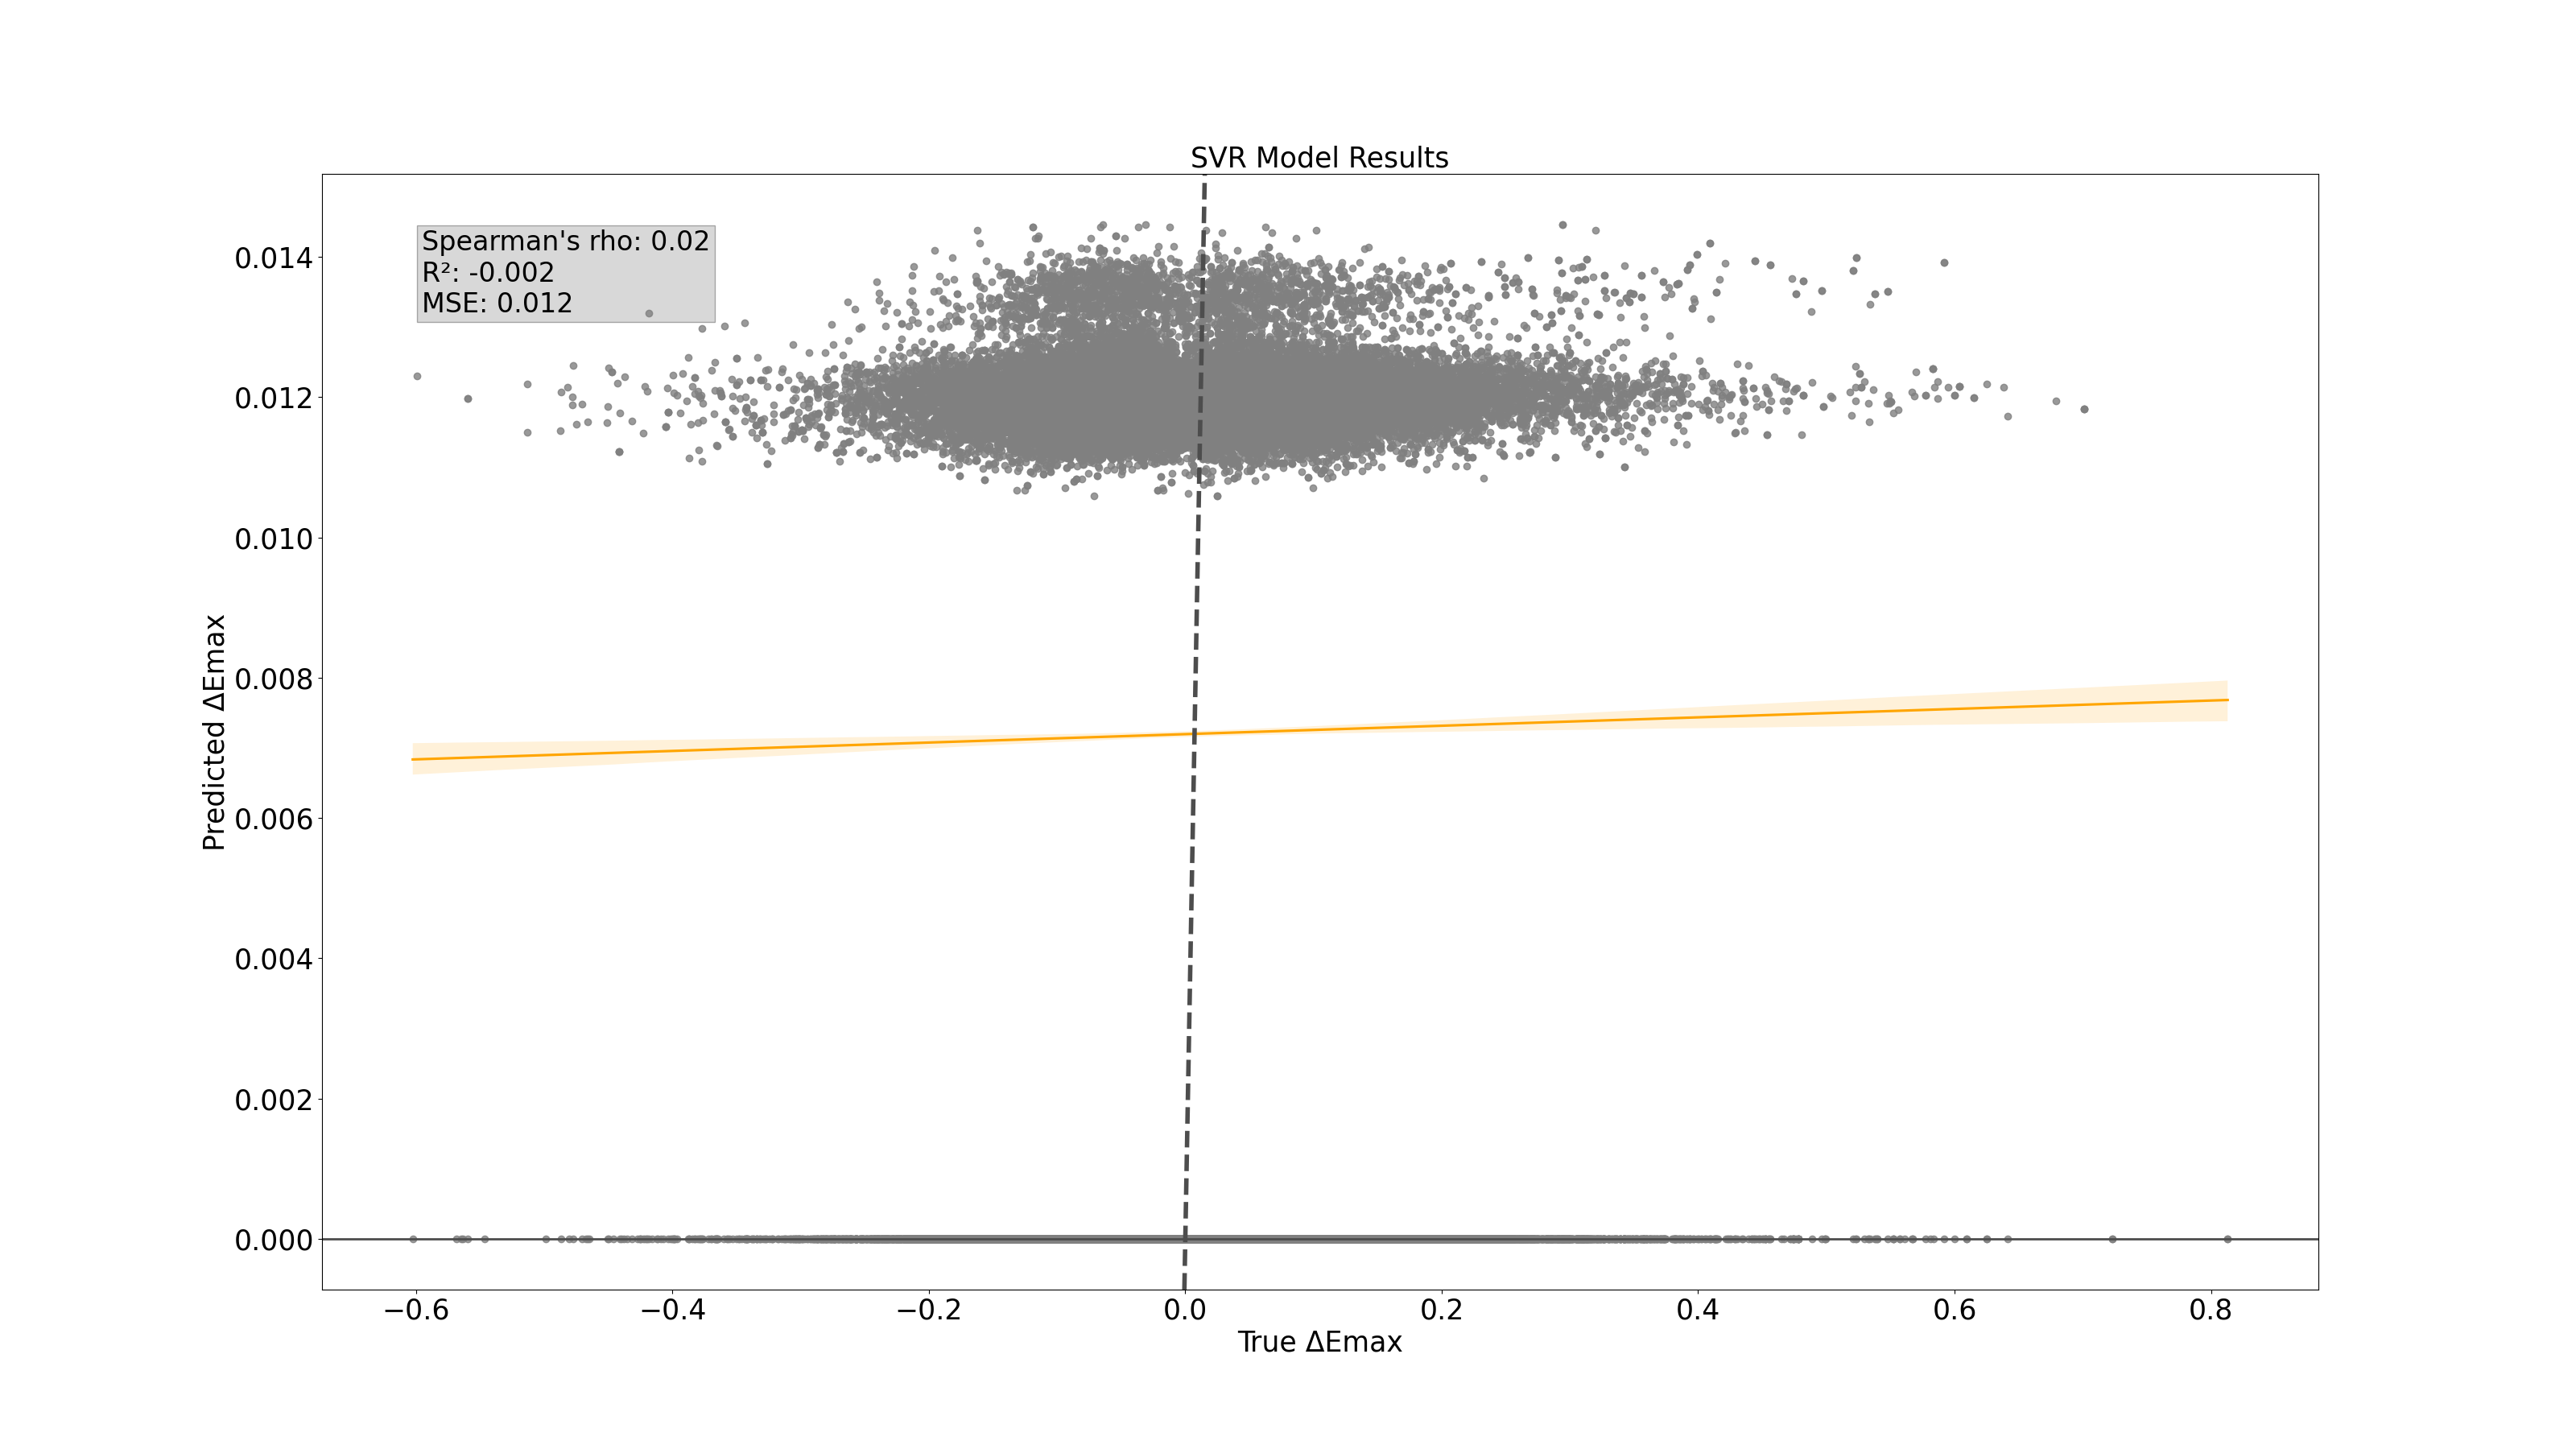 SVR Model Results
Spearman's rho: 0.02
R²: -0.002
MSE: 0.012
0.014
0.012
0.010
0.008
0.006
0.004
0.002
0.000
Predicted ΔEmax
−0.6 −0.4 −0.2 0.0 0.2 0.4 0.6 0.8
True ΔEmax